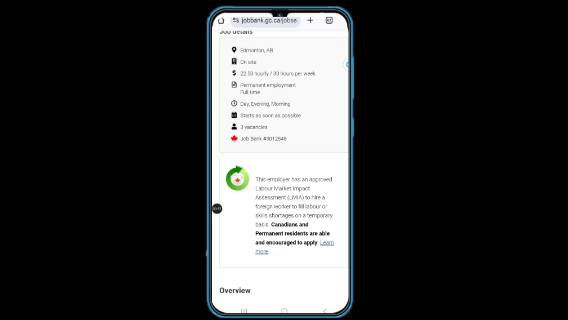 jobbank.gc.ca/jobse
Job details
Edmonton, AB
On site
22.50 hourly / 30 hours per week
Permanent employment
Full time
Day, Evening, Morning
Starts as soon as possible
3 vacancies
Job Bank #3012848
This employer has an approved
Labour Market Impact
Assessment (LMIA) to hire a
foreign worker to fill labour or
skills shortages on a temporary
basis. Canadians and
Permanent residents are able
and encouraged to apply. Learn
more.
Overview